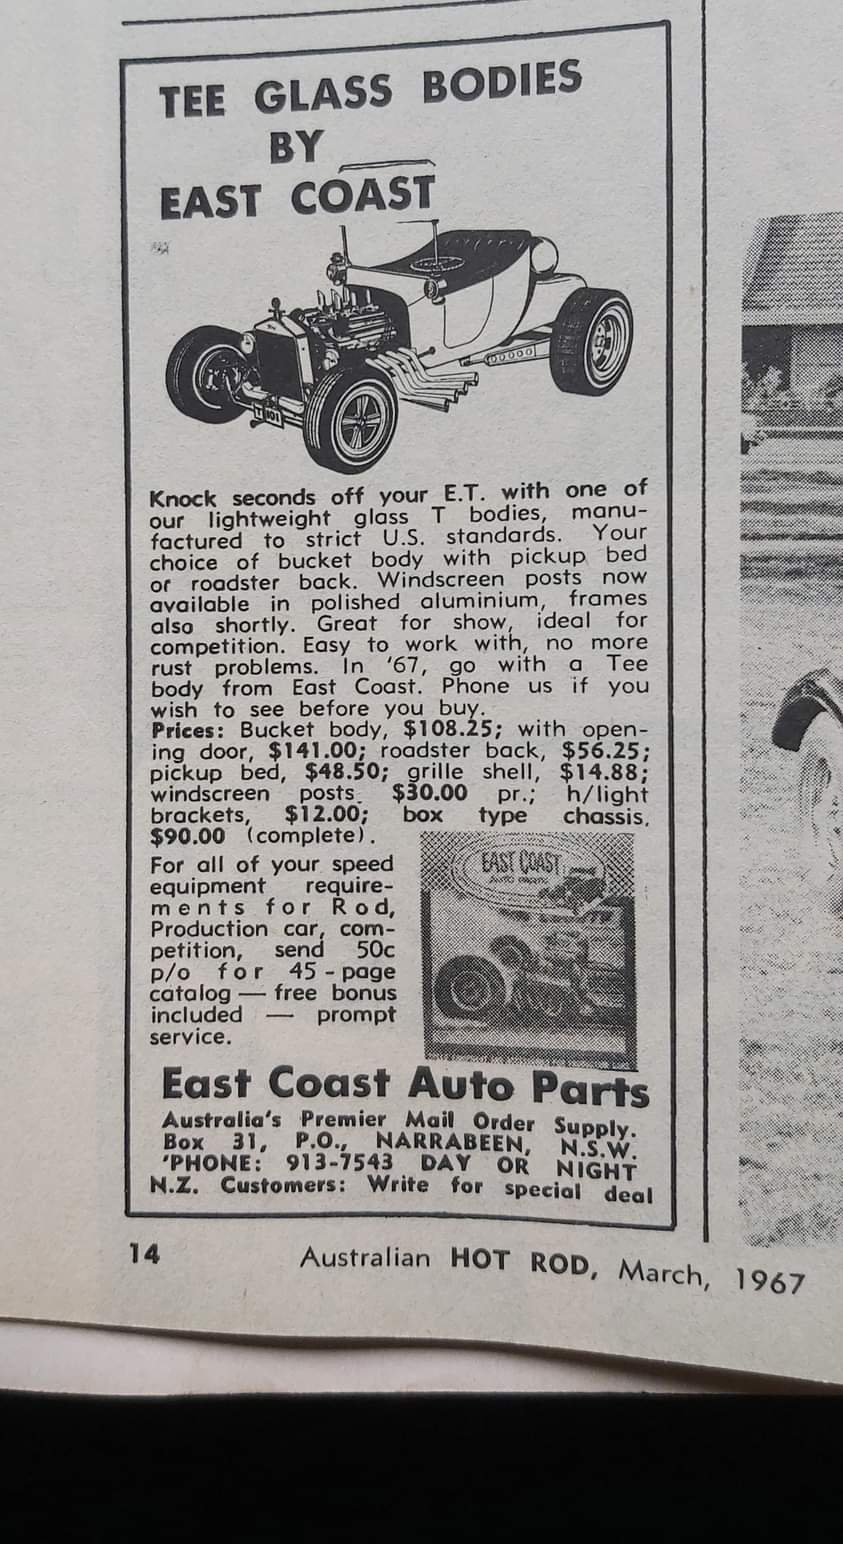 TEE GLASS BODIES
BY
EAST COAST
T 101
Knock seconds off your E.T. with one of
our lightweight glass T bodies, manu-
factured to strict U.S. standards. Your
choice of bucket body with pickup bed
or roadster back. Windscreen posts now
available in polished aluminium, frames
also shortly. Great for show, ideal for
competition. Easy to work with, no more
rust problems. In '67, go with a Tee
body from East Coast. Phone us if you
wish to see before you buy.
Prices: Bucket body, $108.25; with open-
ing door, $141.00; roadster back, $56.25;
pickup bed, $48.50; grille shell, $14.88;
windscreen posts. $30.00 pr.; h/light
brackets, $12.00; box type chassis.
$90.00 (complete).
For all of your speed
equipment require-
ments for Rod,
Production car, com-
petition, send 50c
p/o for 45-page
catalog — free bonus
included — prompt
service.
EAST COAST
AUTO PARTS
East Coast Auto Parts
Australia's Premier Mail Order Supply.
Box 31, P.O., NARRABEEN, N.S.W.
'PHONE: 913-7543 DAY OR NIGHT
N.Z. Customers: Write for special deal
14 Australian HOT ROD, March, 1967